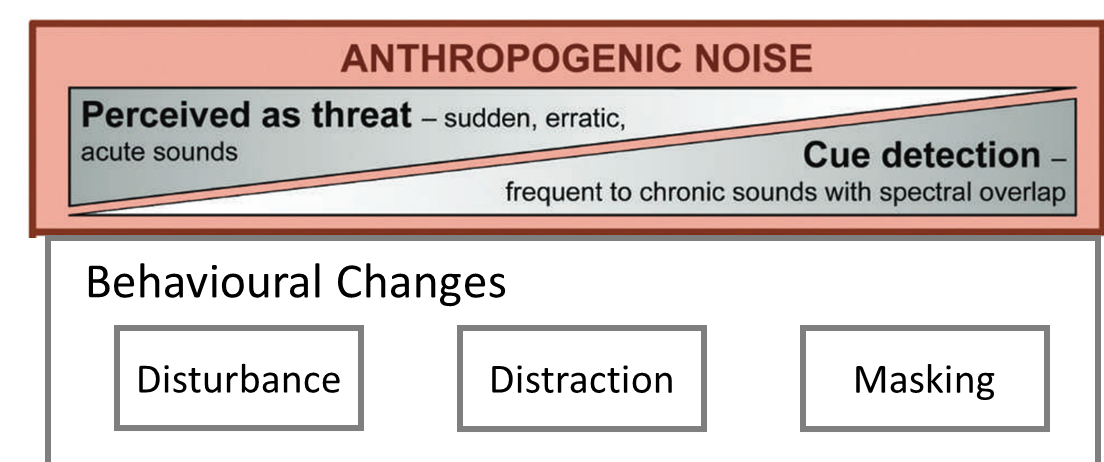 ANTHROPOGENIC NOISE
Perceived as threat – sudden, erratic,
acute sounds
Cue detection –
frequent to chronic sounds with spectral overlap
Behavioural Changes
Disturbance
Distraction
Masking